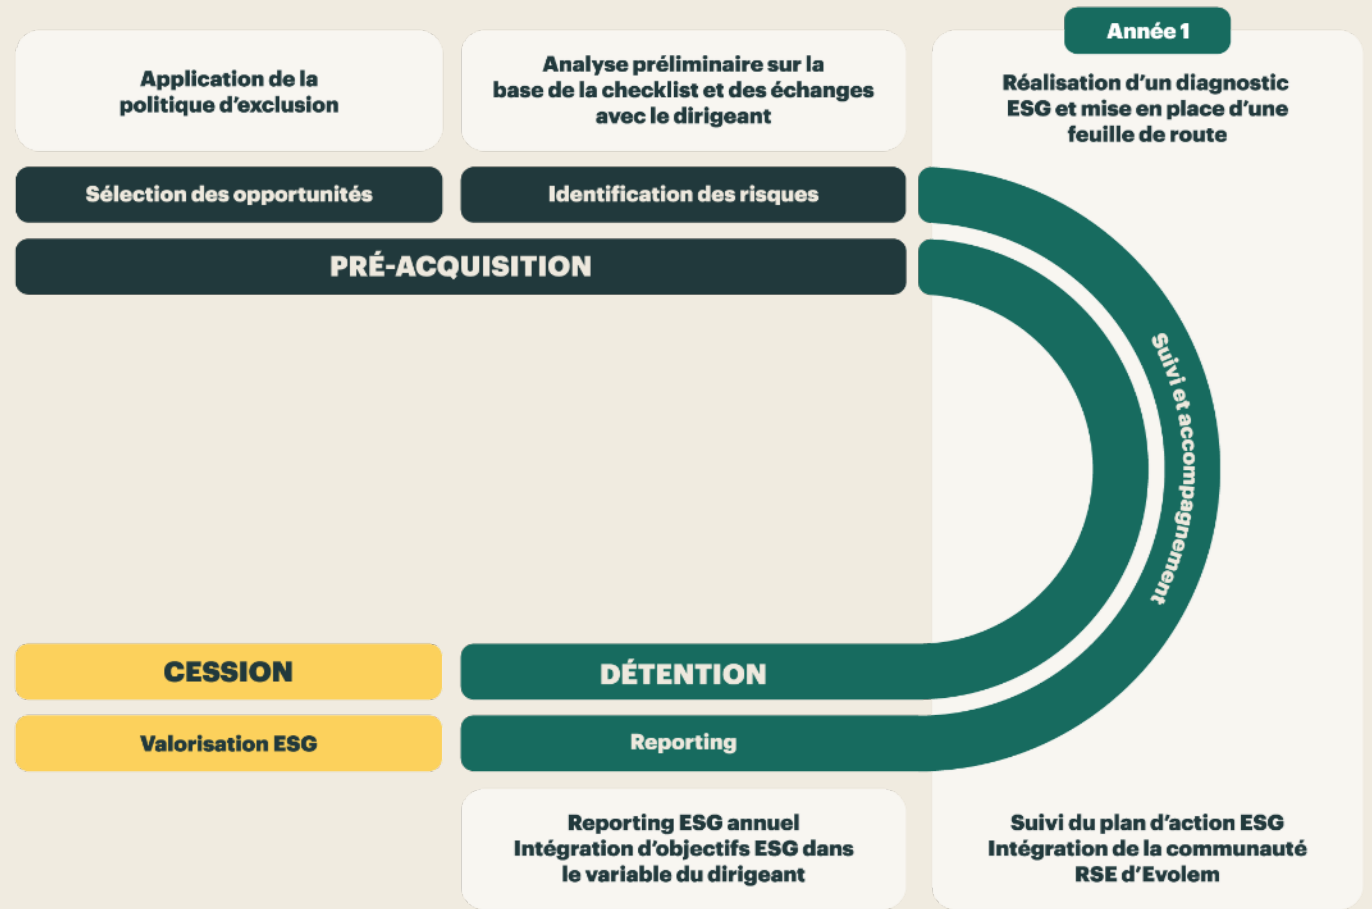 Année 1
Application de la
politique d'exclusion
Analyse préliminaire sur la
base de la checklist et des échanges
avec le dirigeant
Réalisation d'un diagnostic
ESG et mise en place d'une
feuille de route
Sélection des opportunités
Identification des risques
PRÉ-ACQUISITION
Suivi et accompagnement
CESSION
DÉTENTION
Valorisation ESG
Reporting
Reporting ESG annuel
Intégration d'objectifs ESG dans
le variable du dirigeant
Suivi du plan d'action ESG
Intégration de la communauté
RSE d'Evolem